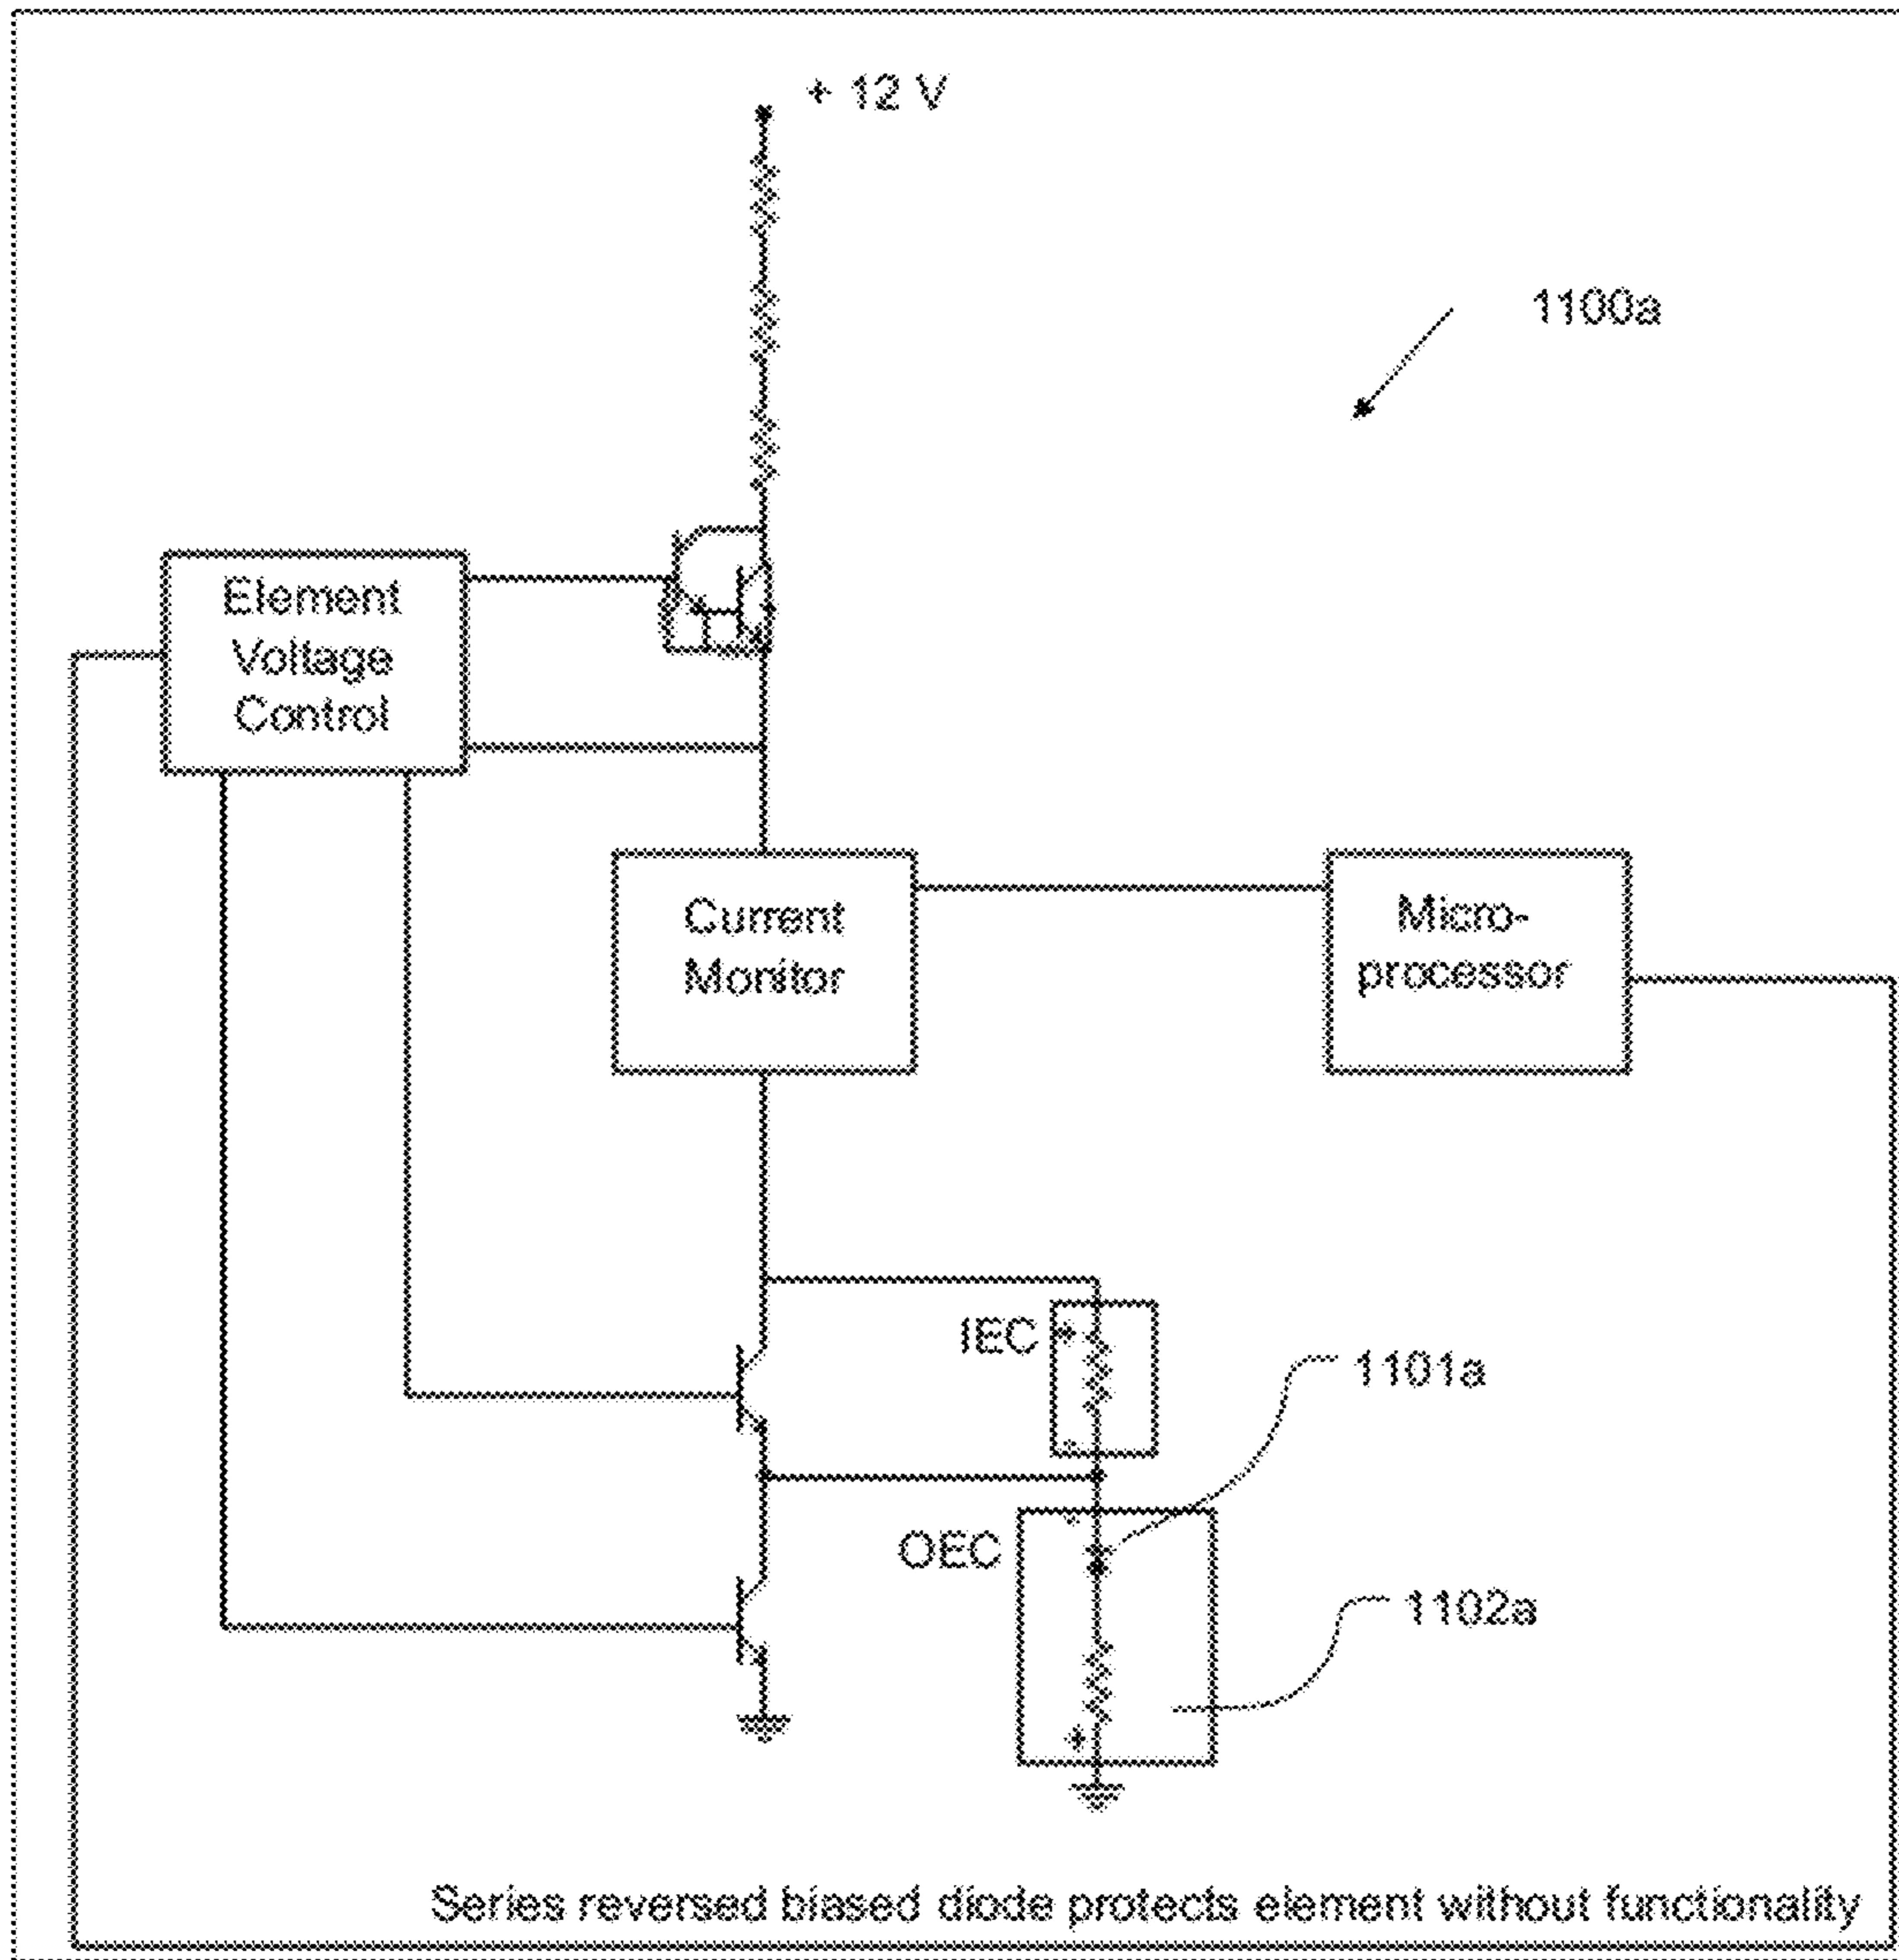 + 12 V
1100a
Element
Voltage
Control
Current
Monitor
Micro-
processor
IEC
+
-
1101a
OEC
-
1102a
+
Series reversed biased diode protects element without functionality